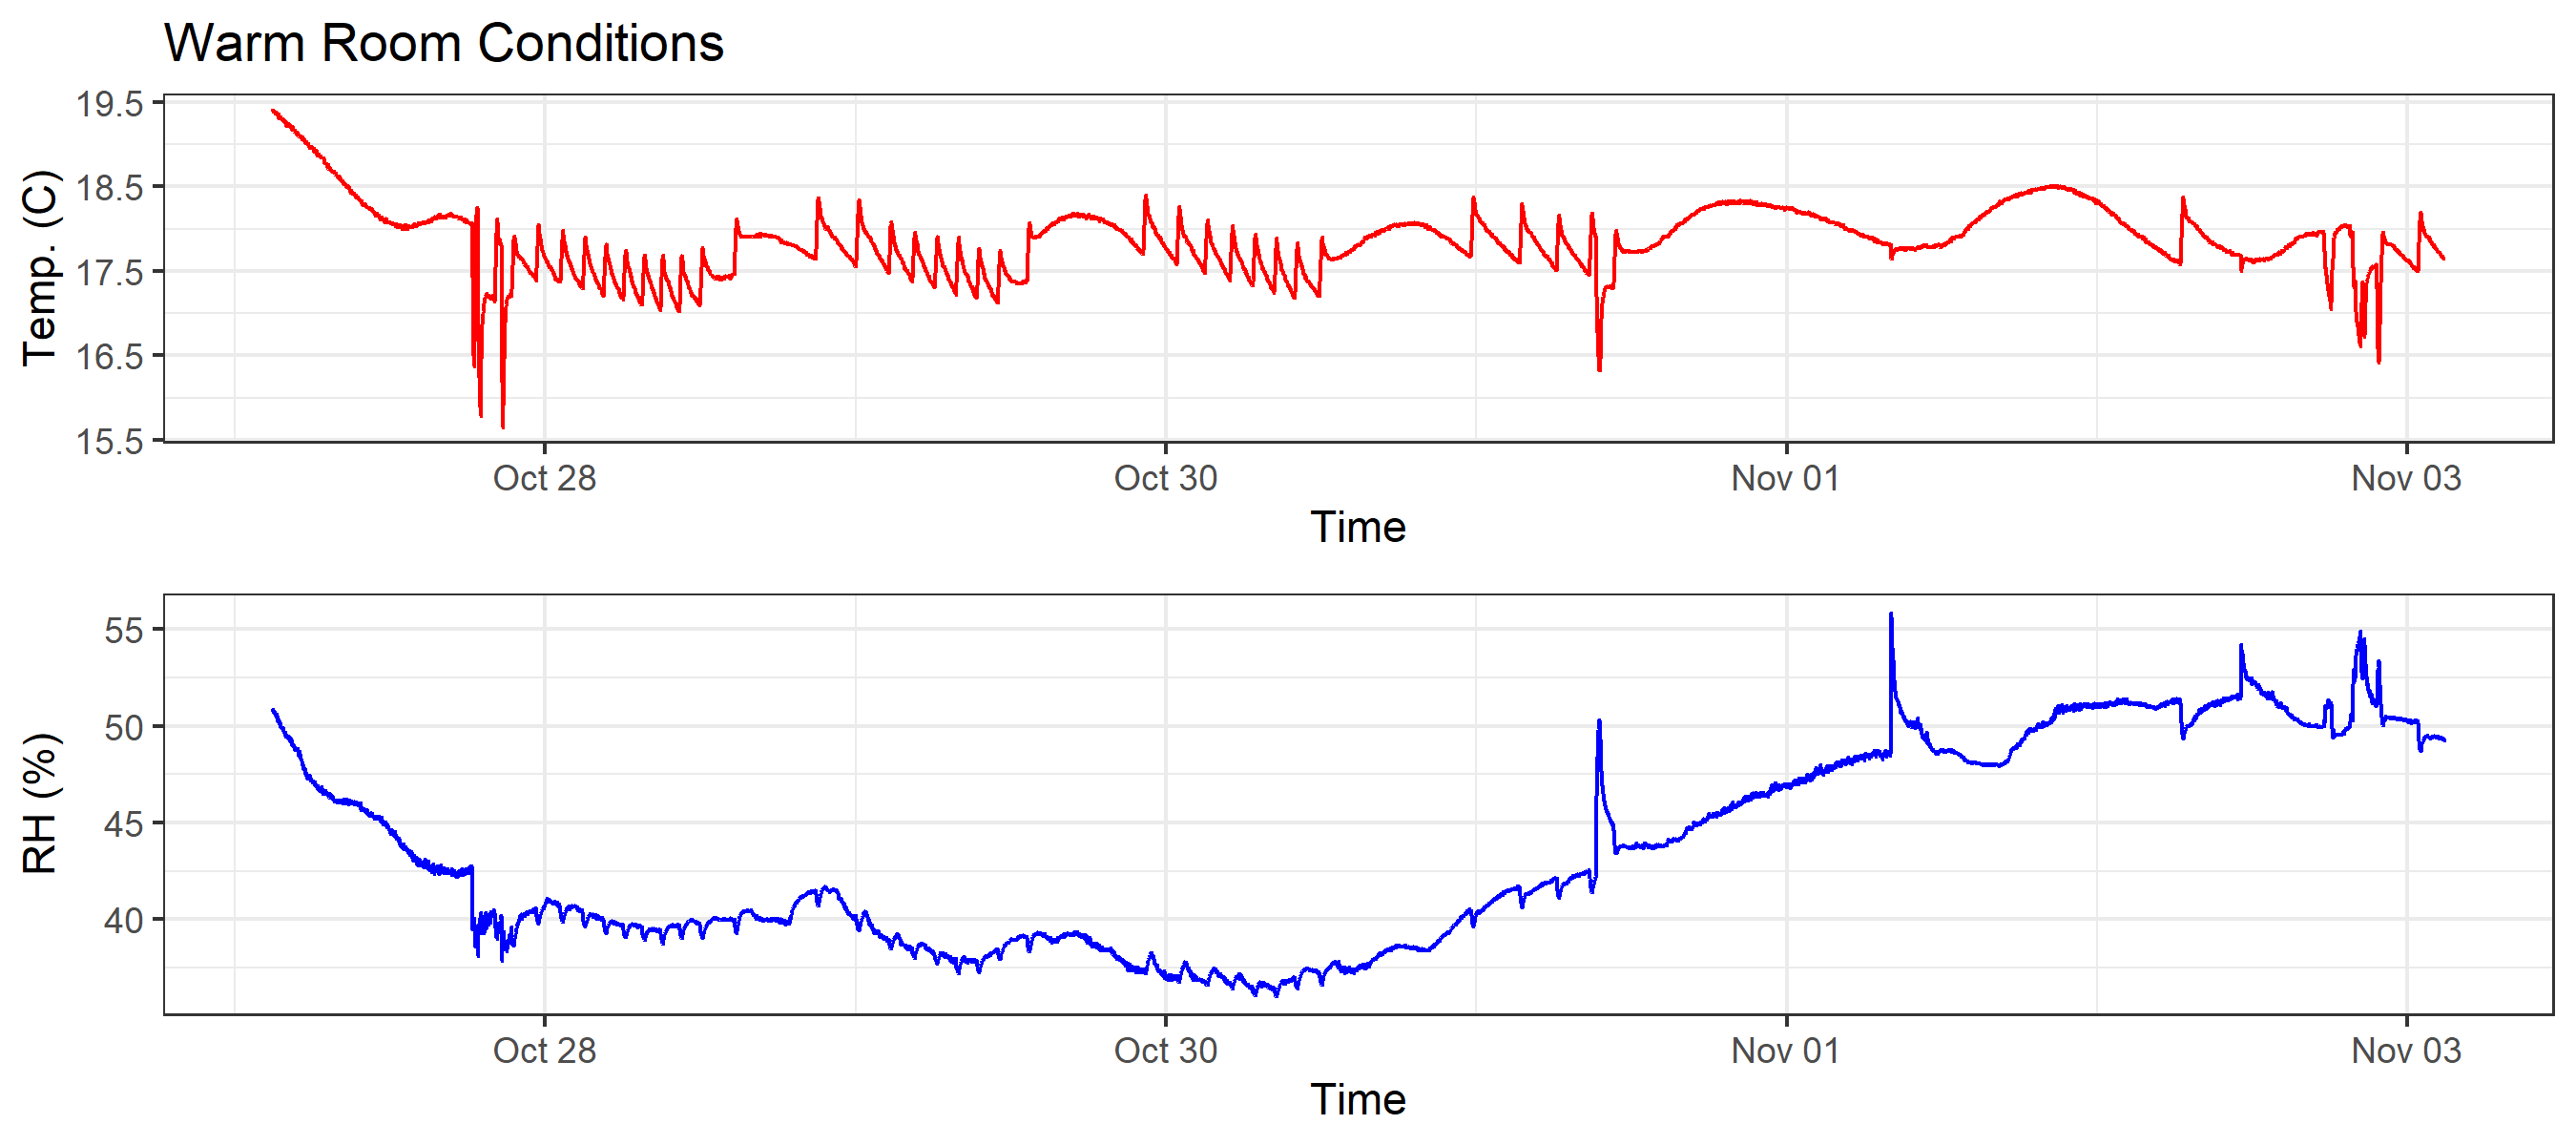 Warm Room Conditions
Temp. (C)
19.5
18.5
17.5
16.5
15.5
Oct 28 Oct 30 Nov 01 Nov 03
Time
RH (%)
55
50
45
40
Oct 28 Oct 30 Nov 01 Nov 03
Time